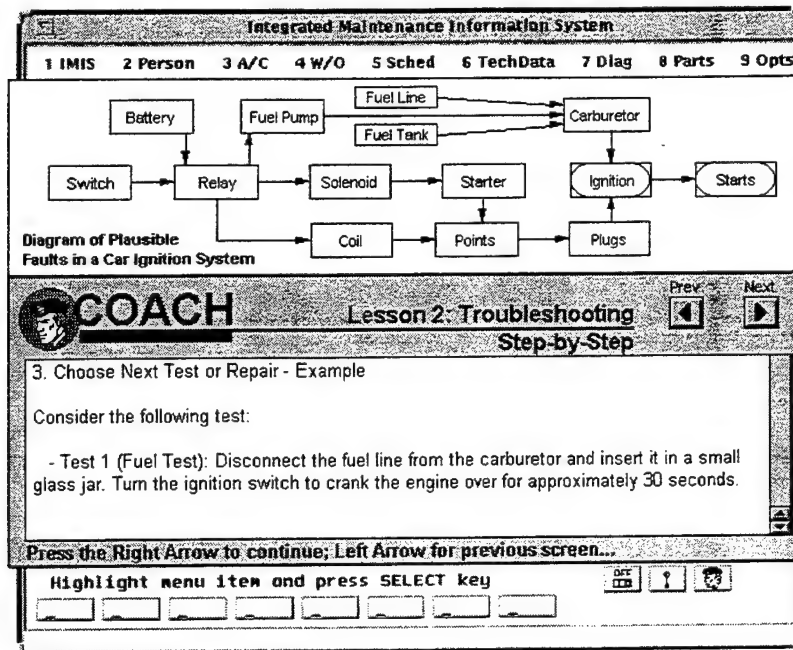 Integrated Maintenance Information System
1 IMIS 2 Person 3 A/C 4 W/O 5 Sched 6 TechData 7 Diag 8 Parts 9 Opts
Fuel Line
Battery Fuel Pump Carburetor
Fuel Tank
Switch Relay Solenoid Starter Ignition Starts
Diagram of Plausible Coil Points Plugs
Faults in a Car Ignition System
Prev Next
COACH Lesson 2: Troubleshooting
Step-by-Step
3. Choose Next Test or Repair - Example
Consider the following test:
- Test 1 (Fuel Test): Disconnect the fuel line from the carburetor and insert it in a small
glass jar. Turn the ignition switch to crank the engine over for approximately 30 seconds.
Press the Right Arrow to continue; Left Arrow for previous screen...
Highlight menu item and press SELECT key
OFF